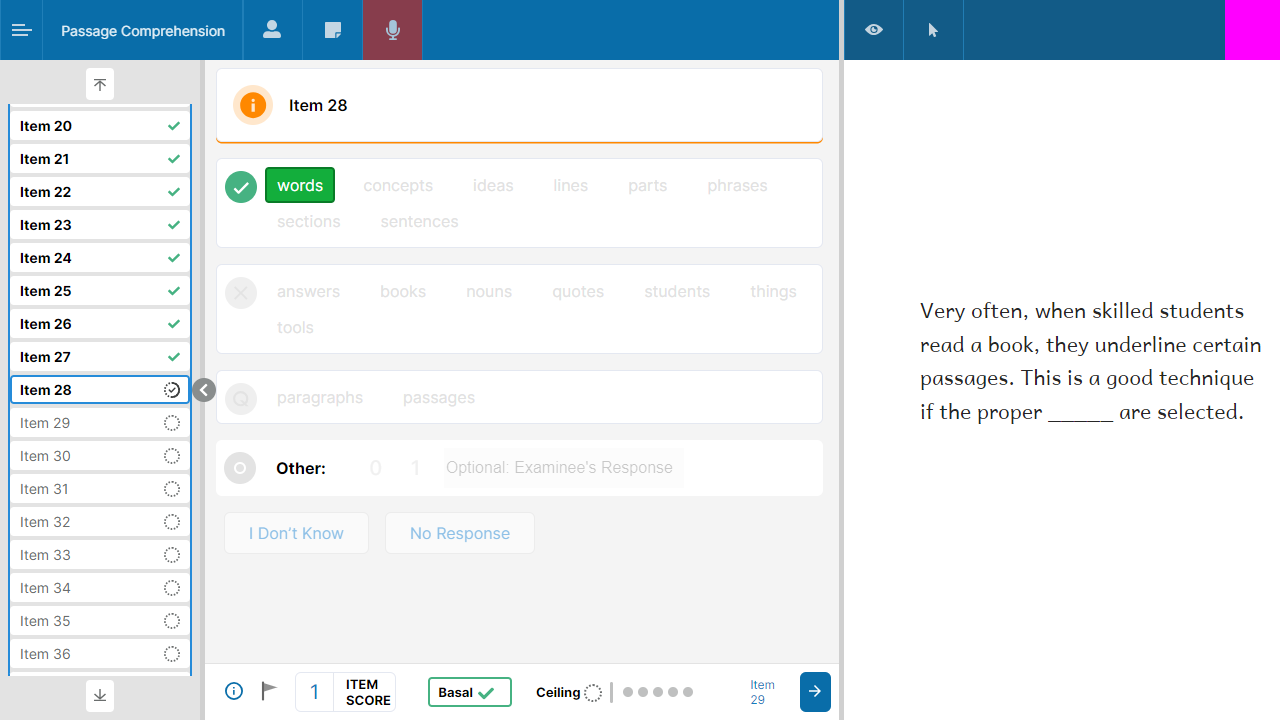 Passage Comprehension
Item 20
Item 21
Item 22
Item 23
Item 24
Item 25
Item 26
Item 27
Item 28
Item 29
Item 30
Item 31
Item 32
Item 33
Item 34
Item 35
Item 36
Item 28
words concepts ideas lines parts phrases
sections sentences
answers books nouns quotes students things
tools
Q paragraphs passages
O Other: 0 1 Optional: Examinee's Response
I Don't Know No Response
1 ITEM SCORE Basal Ceiling Item 29
Very often, when skilled students
read a book, they underline certain
passages. This is a good technique
if the proper _____ are selected.